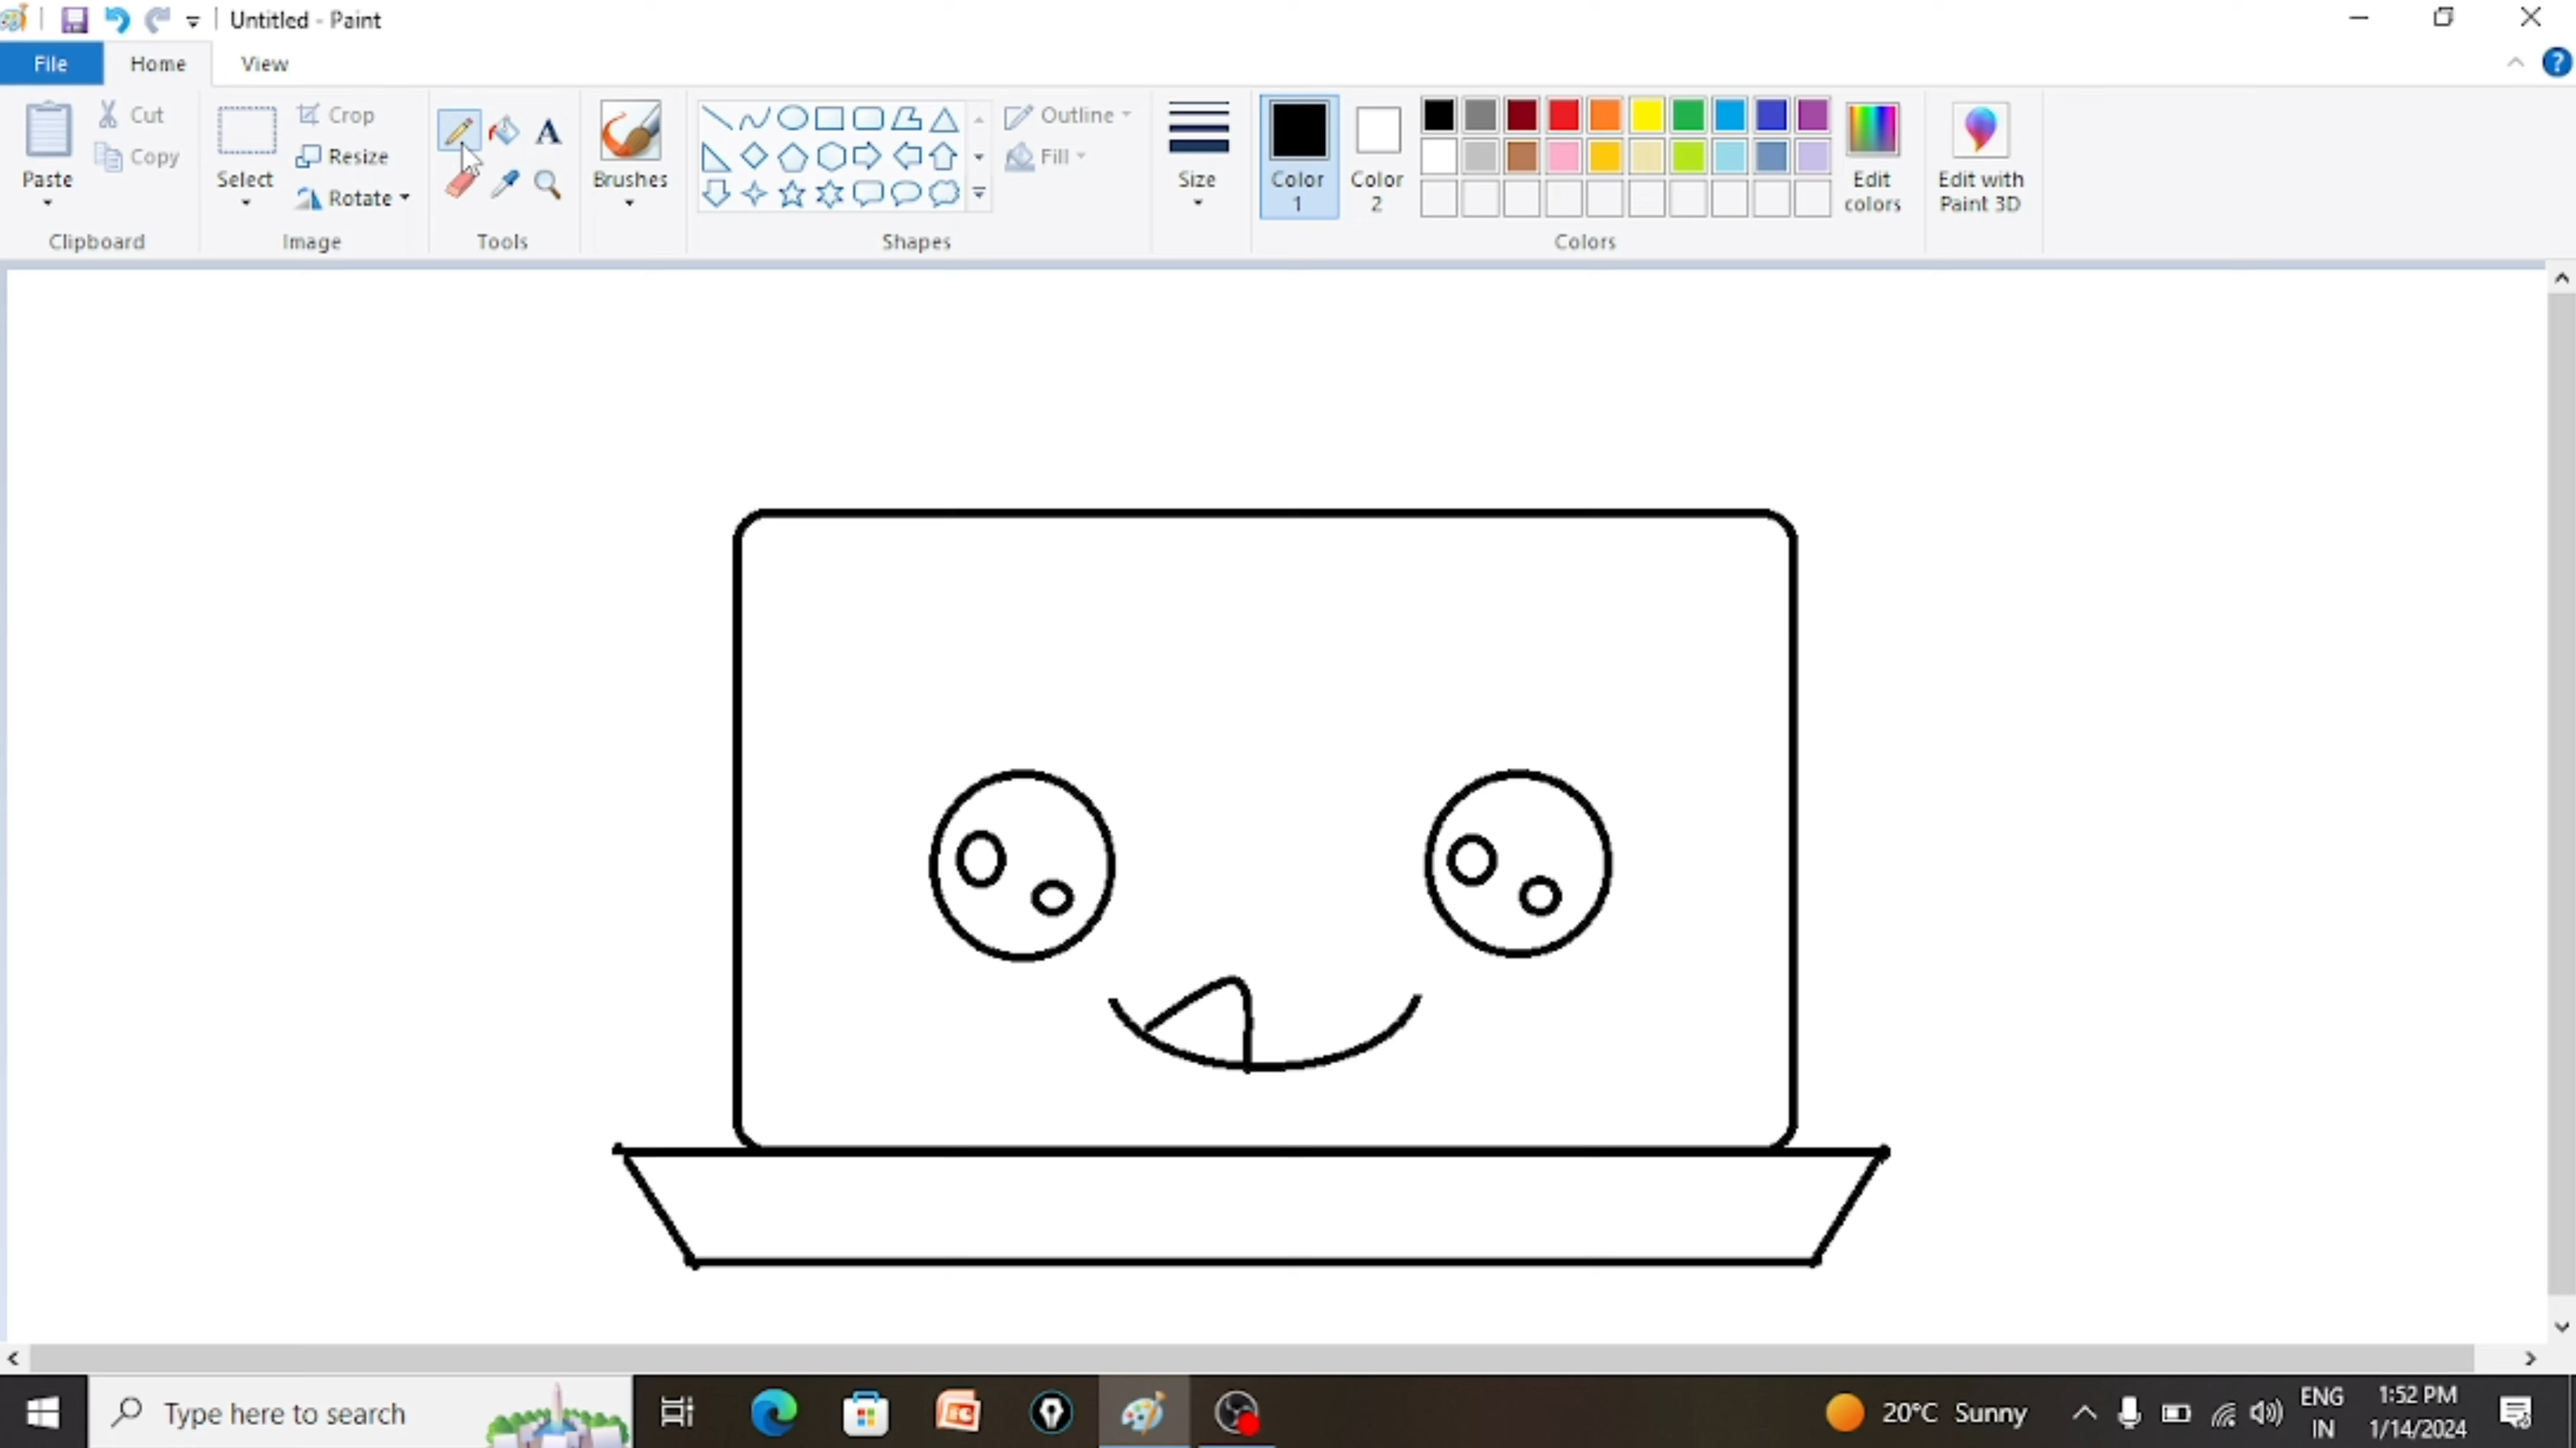 Untitled - Paint
File Home View
Paste
Cut
Copy
Clipboard
Select
Crop
Resize
Rotate
Image
A
Tools
Brushes
Outline
Fill
Shapes
Size
Color 1
Color 2
Edit colors
Colors
Edit with Paint 3D
?
Type here to search
20°C Sunny
ENG
IN
1:52 PM
1/14/2024